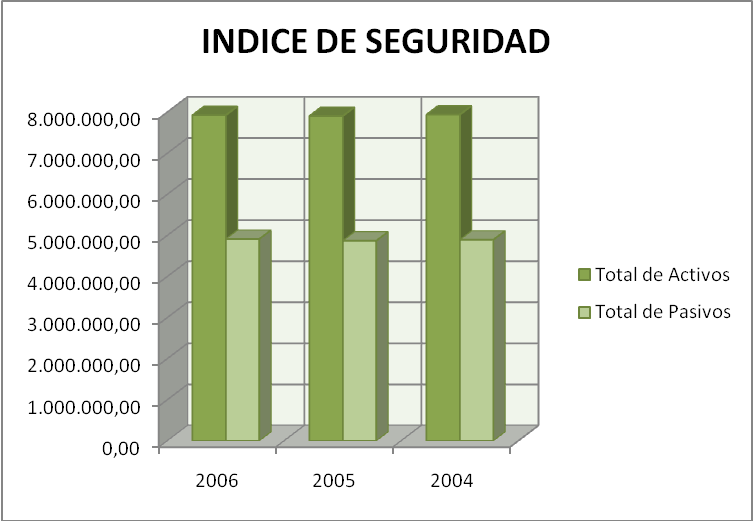 INDICE DE SEGURIDAD
8.000.000,00
7.000.000,00
6.000.000,00
5.000.000,00
4.000.000,00
3.000.000,00
2.000.000,00
1.000.000,00
0,00
2006 2005 2004
Total de Activos
Total de Pasivos